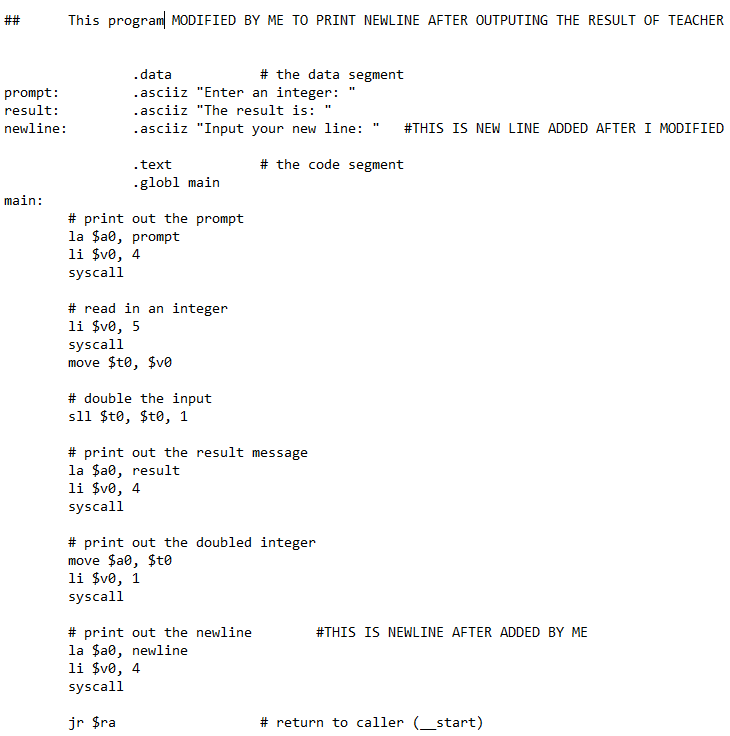 ##      This program MODIFIED BY ME TO PRINT NEWLINE AFTER OUTPUTING THE RESULT OF TEACHER
                .data           # the data segment
prompt:         .asciiz "Enter an integer: "
result:         .asciiz "The result is: "
newline:        .asciiz "Input your new line: "   #THIS IS NEW LINE ADDED AFTER I MODIFIED
                .text           # the code segment
                .globl main
main:
        # print out the prompt
        la $a0, prompt
        li $v0, 4
        syscall
        # read in an integer
        li $v0, 5
        syscall
        move $t0, $v0
        # double the input
        sll $t0, $t0, 1
        # print out the result message
        la $a0, result
        li $v0, 4
        syscall
        # print out the doubled integer
        move $a0, $t0
        li $v0, 1
        syscall
        # print out the newline        #THIS IS NEWLINE AFTER ADDED BY ME
        la $a0, newline
        li $v0, 4
        syscall
        jr $ra                  # return to caller (__start)